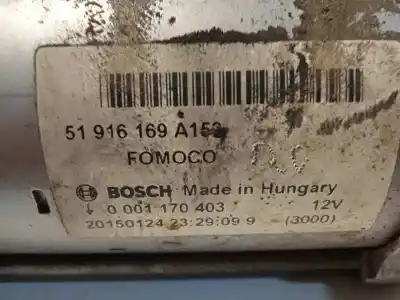 51 916 169 A152
FOMOCO
BOSCH Made in Hungary
0 001 170 403 12V
20150124 23:29:09 9 (3000)